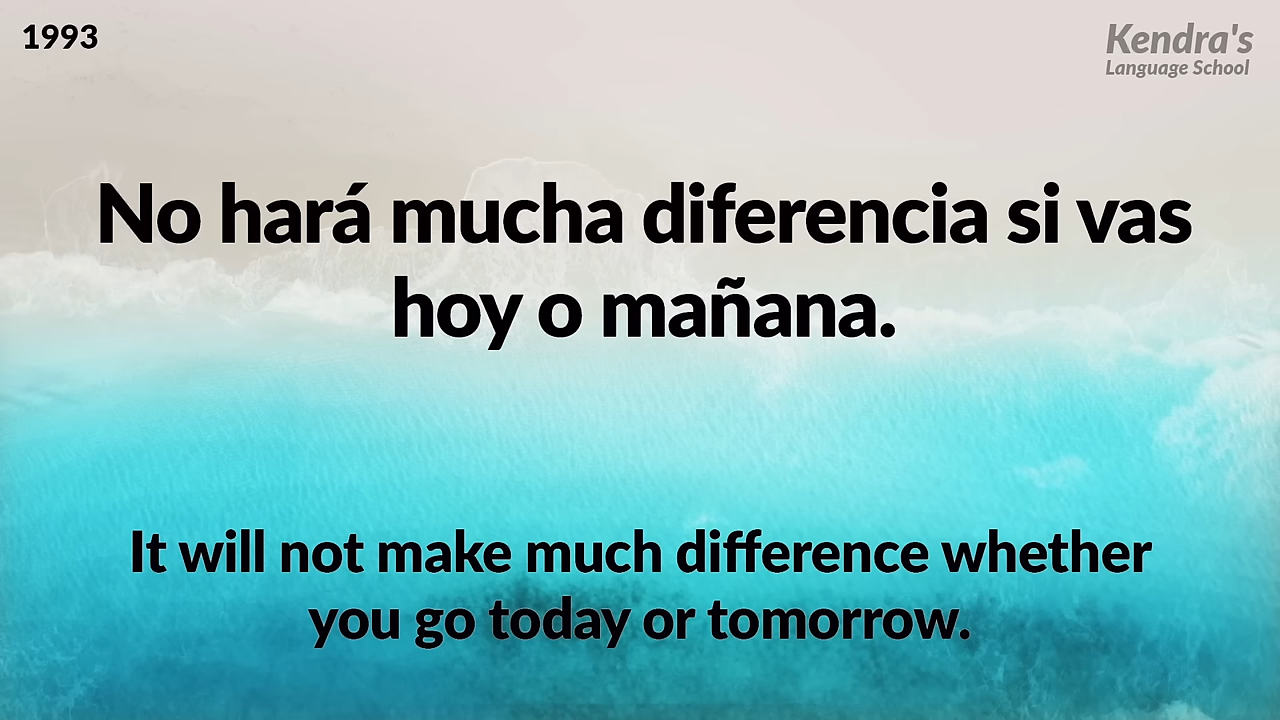 1993
Kendra's
Language School
No hará mucha diferencia si vas
hoy o mañana.
It will not make much difference whether
you go today or tomorrow.